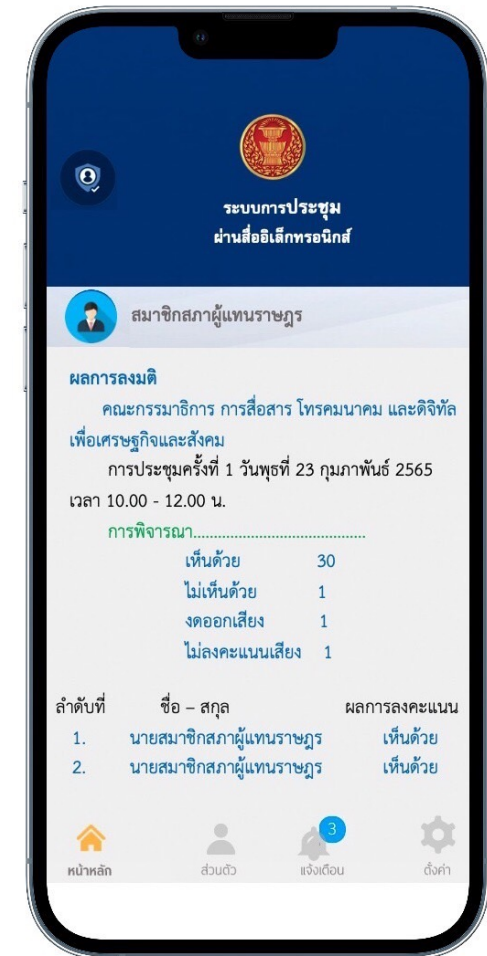 ระบบการประชุม
ผ่านสื่ออิเล็กทรอนิกส์
สมาชิกสภาผู้แทนราษฎร
ผลการลงมติ
คณะกรรมาธิการ การสื่อสาร โทรคมนาคม และดิจิทัล
เพื่อเศรษฐกิจและสังคม
การประชุมครั้งที่ 1 วันพุธที่ 23 กุมภาพันธ์ 2565
เวลา 10.00 - 12.00 น.
การพิจารณา..........................................
เห็นด้วย 30
ไม่เห็นด้วย 1
งดออกเสียง 1
ไม่ลงคะแนนเสียง 1
ลำดับที่ ชื่อ – สกุล ผลการลงคะแนน
1. นายสมาชิกสภาผู้แทนราษฎร เห็นด้วย
2. นายสมาชิกสภาผู้แทนราษฎร เห็นด้วย
3
หน้าหลัก ส่วนตัว แจ้งเตือน ตั้งค่า